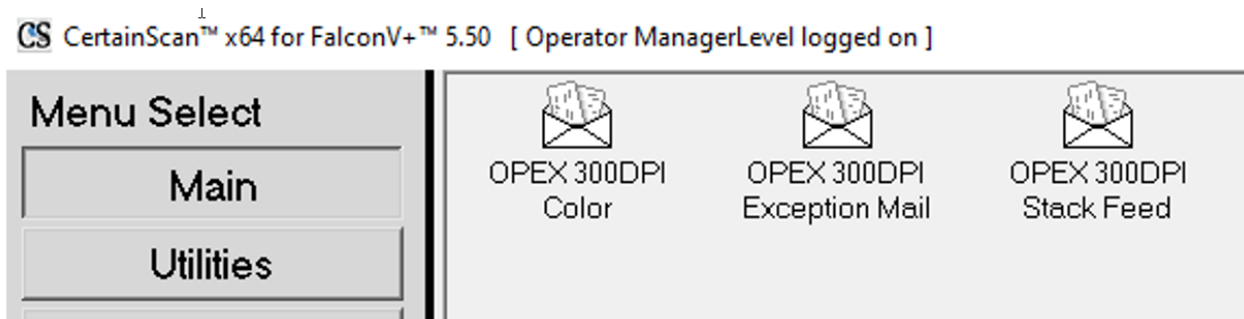 CS CertainScan™ x64 for FalconV+™ 5.50 [ Operator ManagerLevel logged on ]
Menu Select
Main
Utilities
OPEX 300DPI
Color
OPEX 300DPI
Exception Mail
OPEX 300DPI
Stack Feed